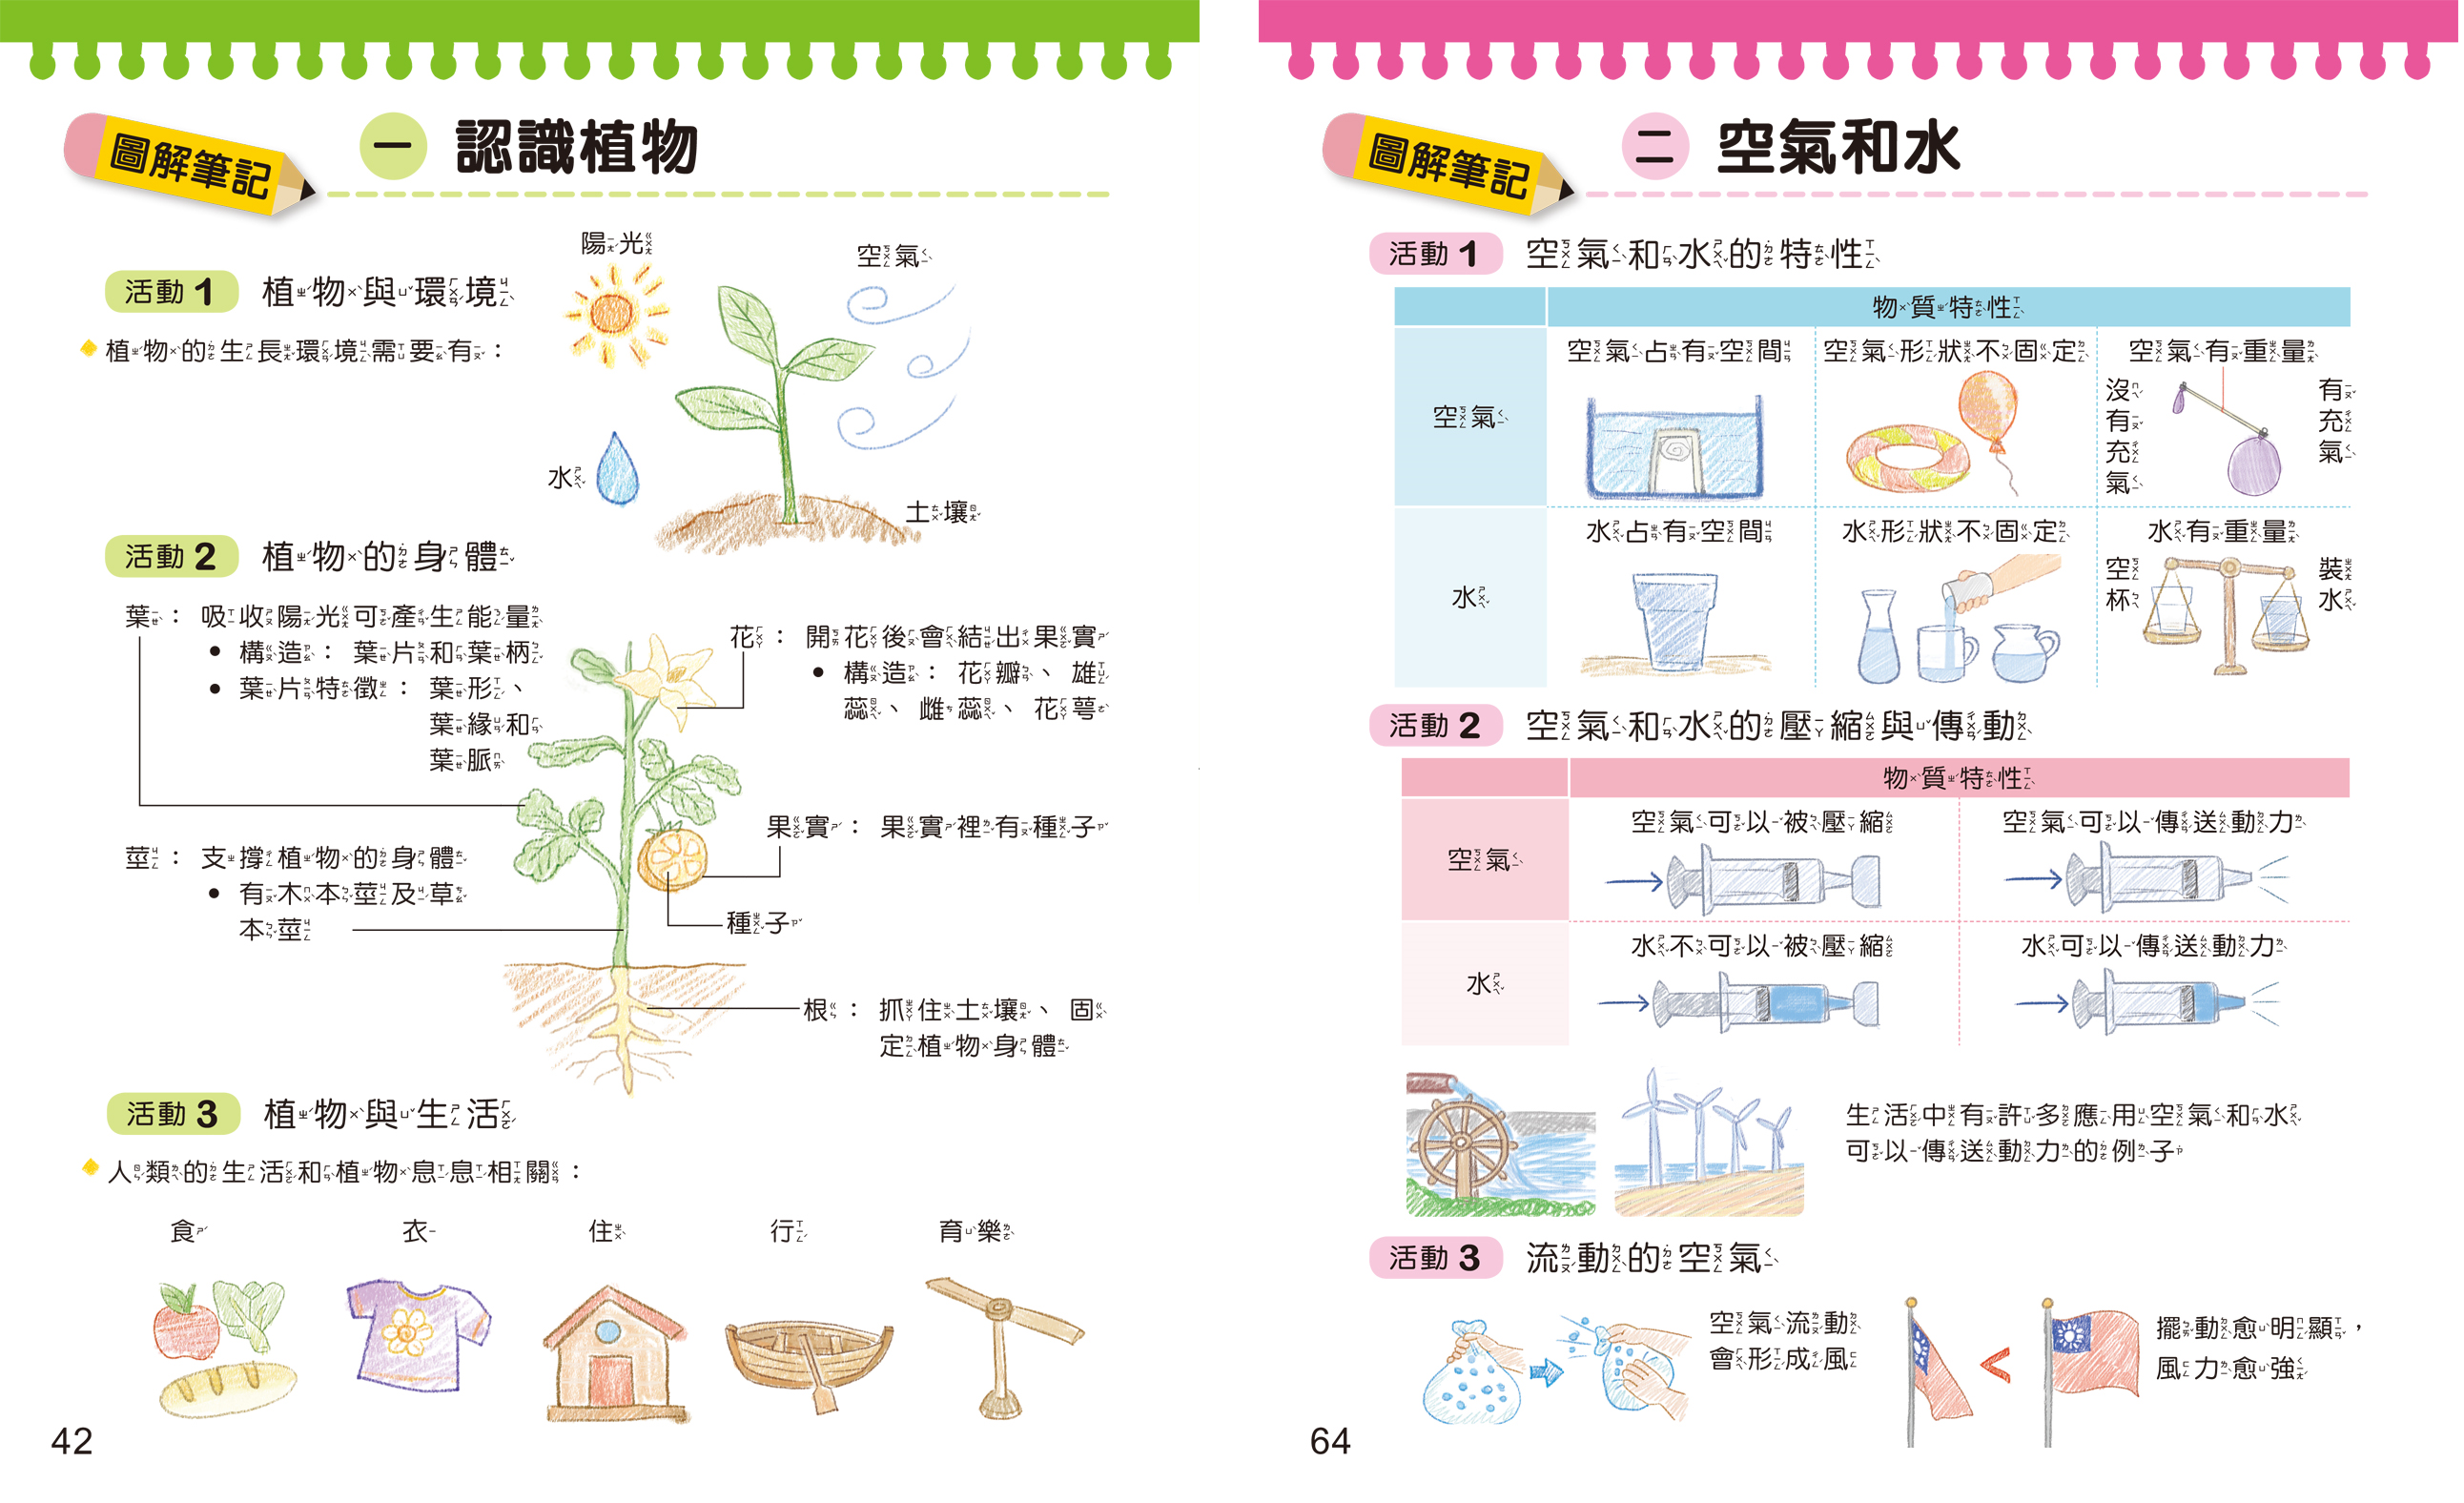 圖解筆記
一 認識植物
活動1 植物與環境
植物的生長環境需要有：
陽光
空氣
水
土壤
活動2 植物的身體
葉：吸收陽光可產生能量
• 構造：葉片和葉柄
• 葉片特徵：葉形、
葉緣和
葉脈
花：開花後會結出果實
• 構造：花瓣、雄
蕊、雌蕊、花萼
果實：果實裡有種子
種子
莖：支撐植物的身體
• 有木本莖及草
本莖
根：抓住土壤、固
定植物身體
活動3 植物與生活
人類的生活和植物息息相關：
食
衣
住
行
育樂
42
圖解筆記
二 空氣和水
活動1 空氣和水的特性
物質特性
空氣
空氣占有空間
空氣形狀不固定
空氣有重量
沒有充氣
有充氣
水
水占有空間
水形狀不固定
水有重量
空杯
裝水
活動2 空氣和水的壓縮與傳動
物質特性
空氣
空氣可以被壓縮
空氣可以傳送動力
水
水不可以被壓縮
水可以傳送動力
生活中有許多應用空氣和水
可以傳送動力的例子
活動3 流動的空氣
空氣流動
會形成風
<
擺動愈明顯，
風力愈強
64